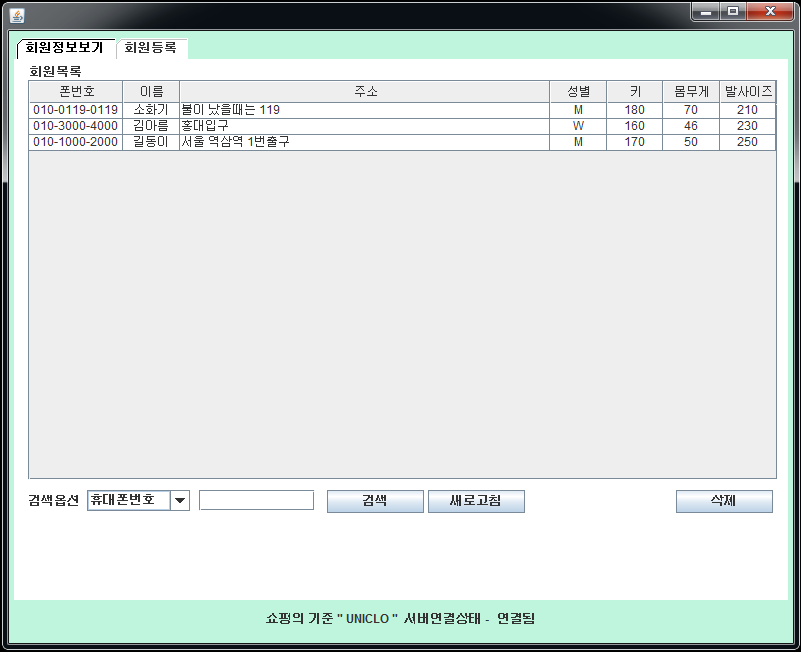 회원정보보기 회원등록
회원목록
폰번호 이름 주소 성별 키 몸무게 발사이즈
010-0119-0119 소화기 불이 났을때는 119 M 180 70 210
010-3000-4000 김아름 홍대입구 W 160 46 230
010-1000-2000 길동이 서울 역삼역 1번출구 M 170 50 250
검색옵션 휴대폰번호 검색 새로고침 삭제
쇼핑의 기준 " UNICLO " 서버연결상태 - 연결됨